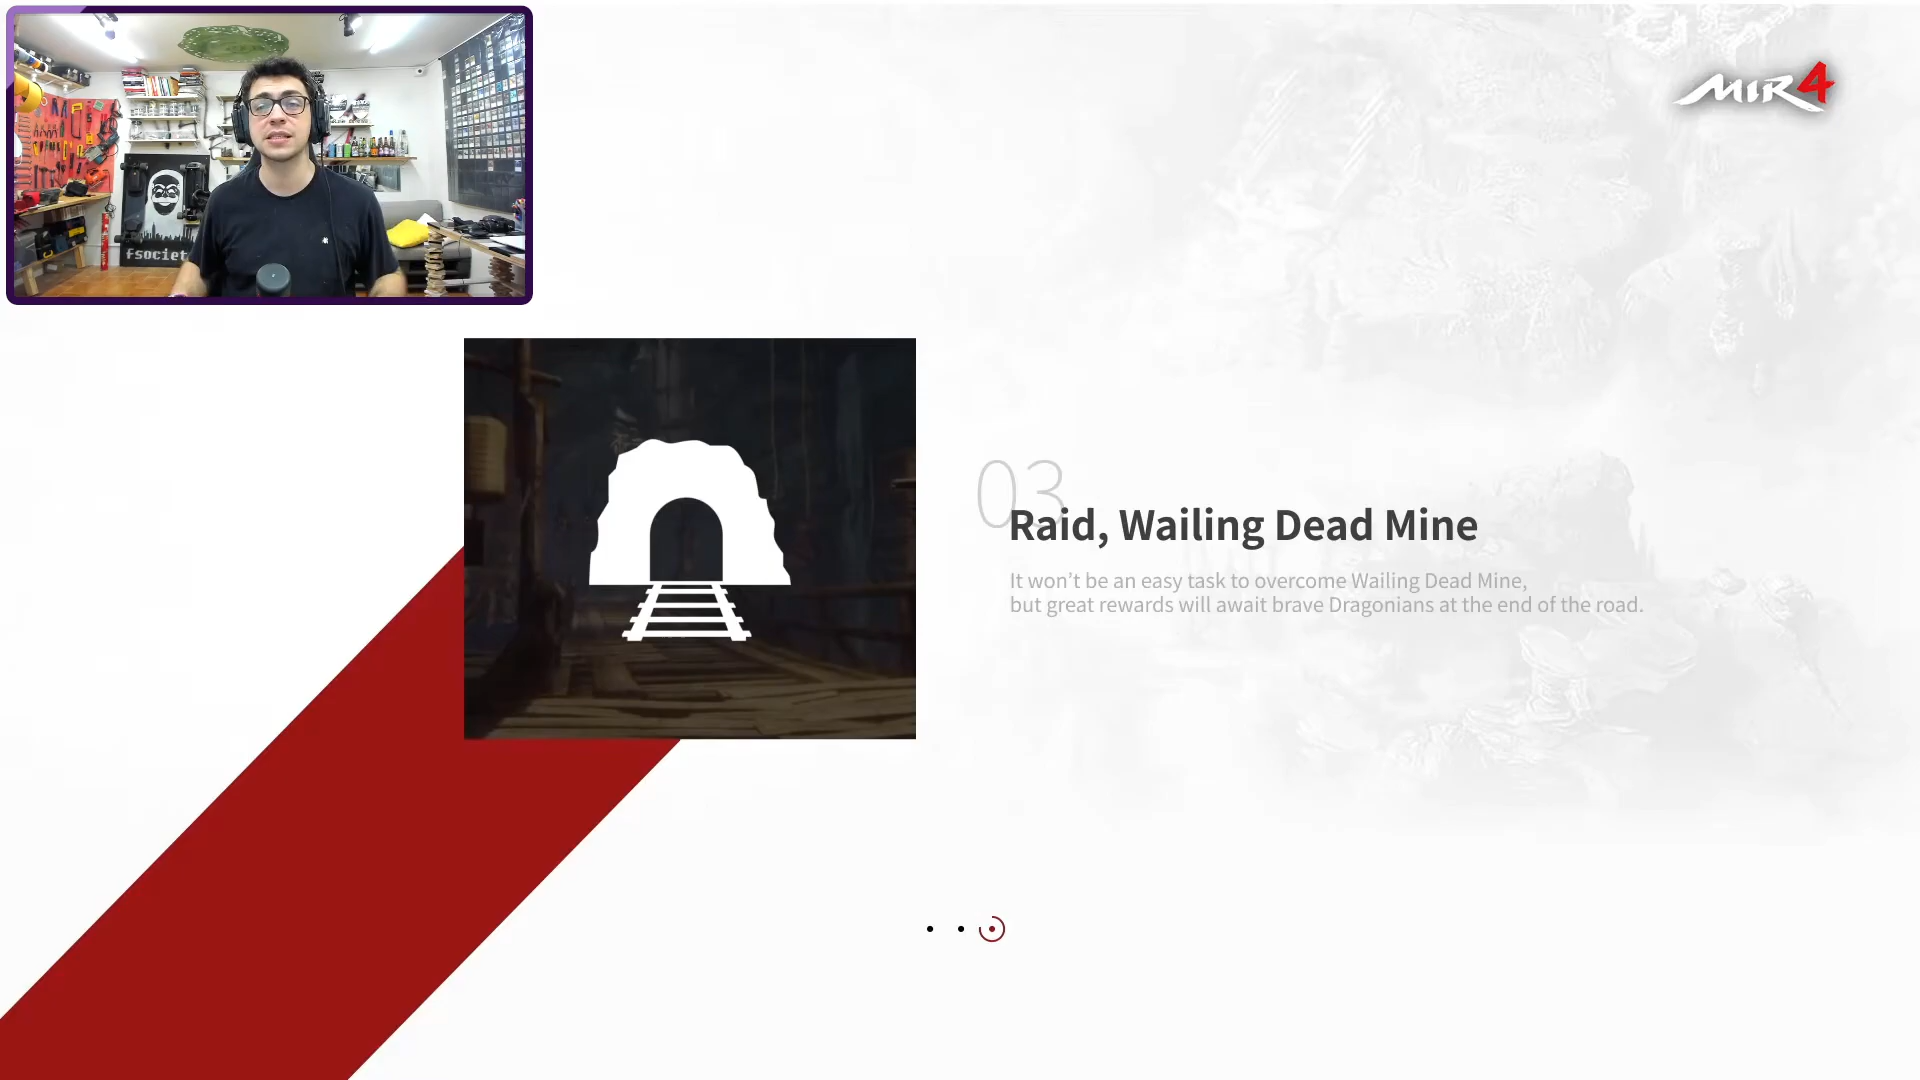 fsociet
MIR4
03
Raid, Wailing Dead Mine
It won't be an easy task to overcome Wailing Dead Mine,
but great rewards will await brave Dragonians at the end of the road.